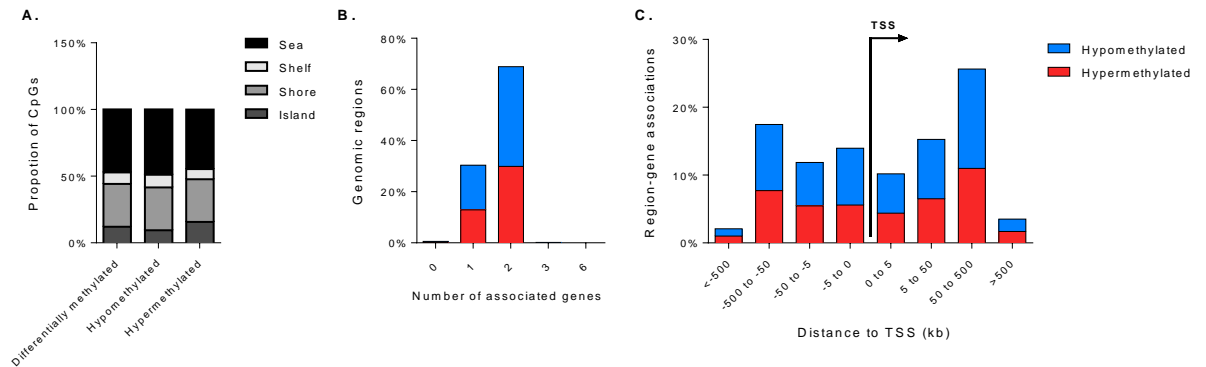 A.
Propotion of CpGs
150%
100%
50%
0%
Differentially methylated
Hypomethylated
Hypermethylated
Sea
Shelf
Shore
Island
B.
Genomic regions
80%
60%
40%
20%
0%
0
1
2
3
6
Number of associated genes
C.
Region-gene associations
30%
20%
10%
0%
TSS
<-500
-500 to -50
-50 to -5
-5 to 0
0 to 5
5 to 50
50 to 500
>500
Distance to TSS (kb)
Hypomethylated
Hypermethylated